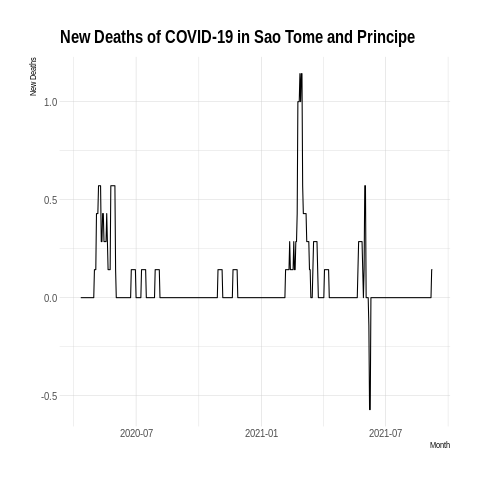 New Deaths of COVID-19 in Sao Tome and Principe
New Deaths
1.0
0.5
0.0
-0.5
2020-07
2021-01
2021-07
Month